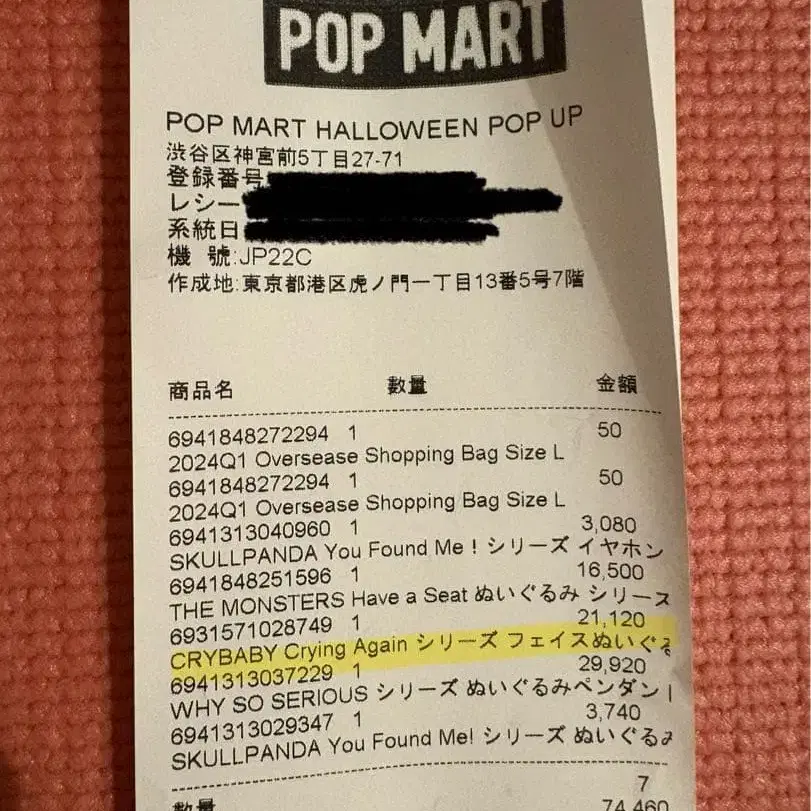 POP MART
POP MART HALLOWEEN POP UP
渋谷区神宮前5丁目27-71
登録番号
レシー
系統日
機 號:JP22C
作成地:東京都港区虎ノ門一丁目13番5号7階
商品名 數量 金額
6941848272294 1 50
2024Q1 Oversease Shopping Bag Size L
6941848272294 1 50
2024Q1 Oversease Shopping Bag Size L
6941313040960 1 3,080
SKULLPANDA You Found Me！シリーズ イヤホン
6941848251596 1 16,500
THE MONSTERS Have a Seat ぬいぐるみ シリース
6931571028749 1 21,120
CRYBABY Crying Again シリーズ フェイスぬいぐる
6941313037229 1 29,920
WHY SO SERIOUS シリーズ ぬいぐるみペンダン
6941313029347 1 3,740
SKULLPANDA You Found Me! シリーズ ぬいぐるみ
7
数量 74,460